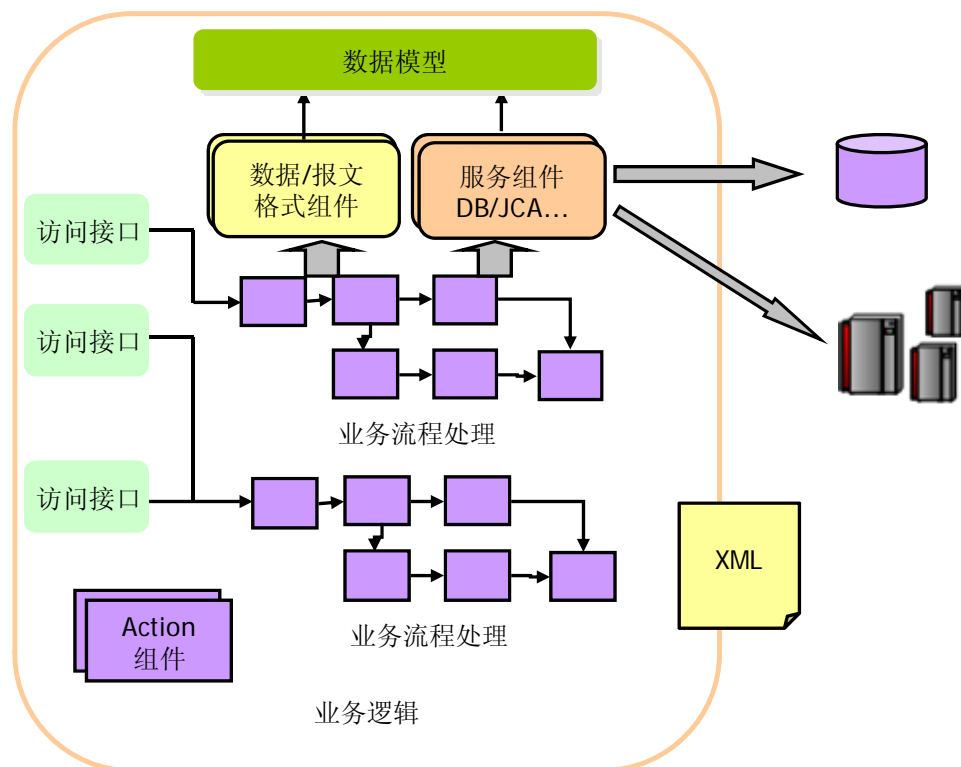 数据模型
数据/报文
格式组件
服务组件
DB/JCA...
访问接口
访问接口
业务流程处理
访问接口
XML
Action
组件
业务流程处理
业务逻辑